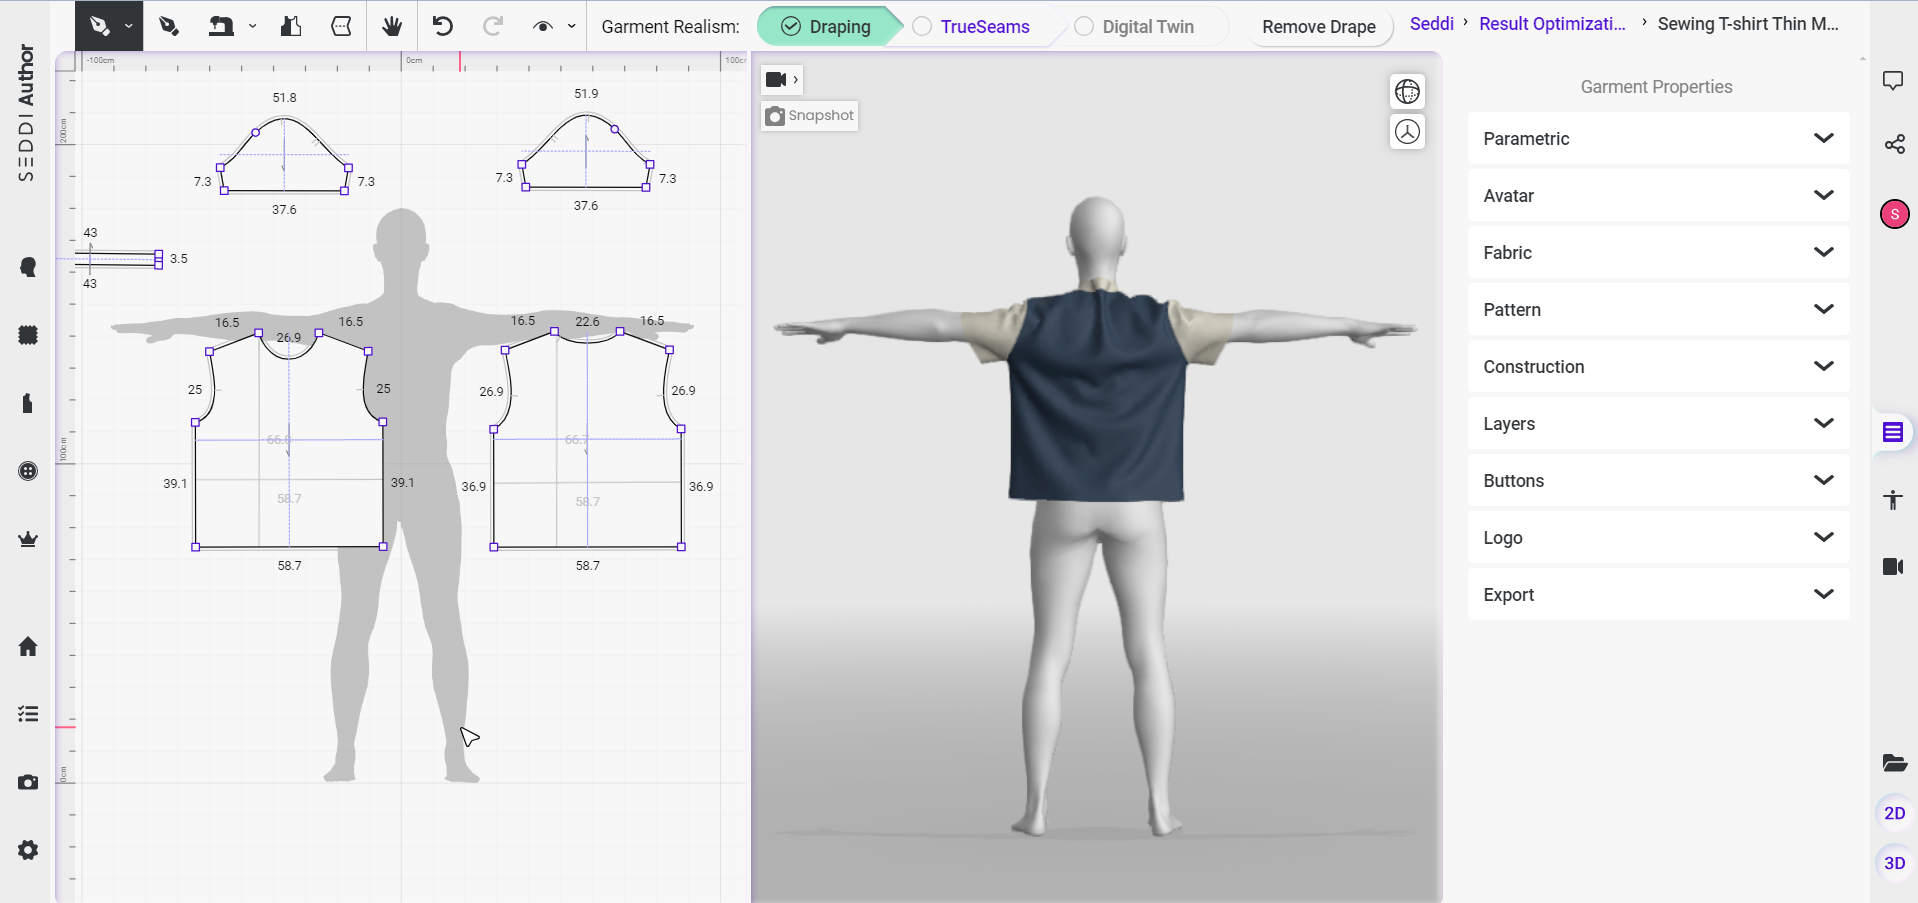 SEDDI Author
Garment Realism:
Draping
TrueSeams
Digital Twin
Remove Drape
Seddi › Result Optimizati... › Sewing T-shirt Thin M...
-100cm
0cm
200cm
100cm
0cm
51.8
7.3
7.3
37.6
51.9
7.3
7.3
37.6
43
3.5
43
16.5
26.9
16.5
25
25
66.8
39.1
39.1
58.7
58.7
16.5
22.6
16.5
26.9
26.9
66.7
36.9
36.9
58.7
58.7
Snapshot
Garment Properties
Parametric
Avatar
Fabric
Pattern
Construction
Layers
Buttons
Logo
Export
S
2D
3D